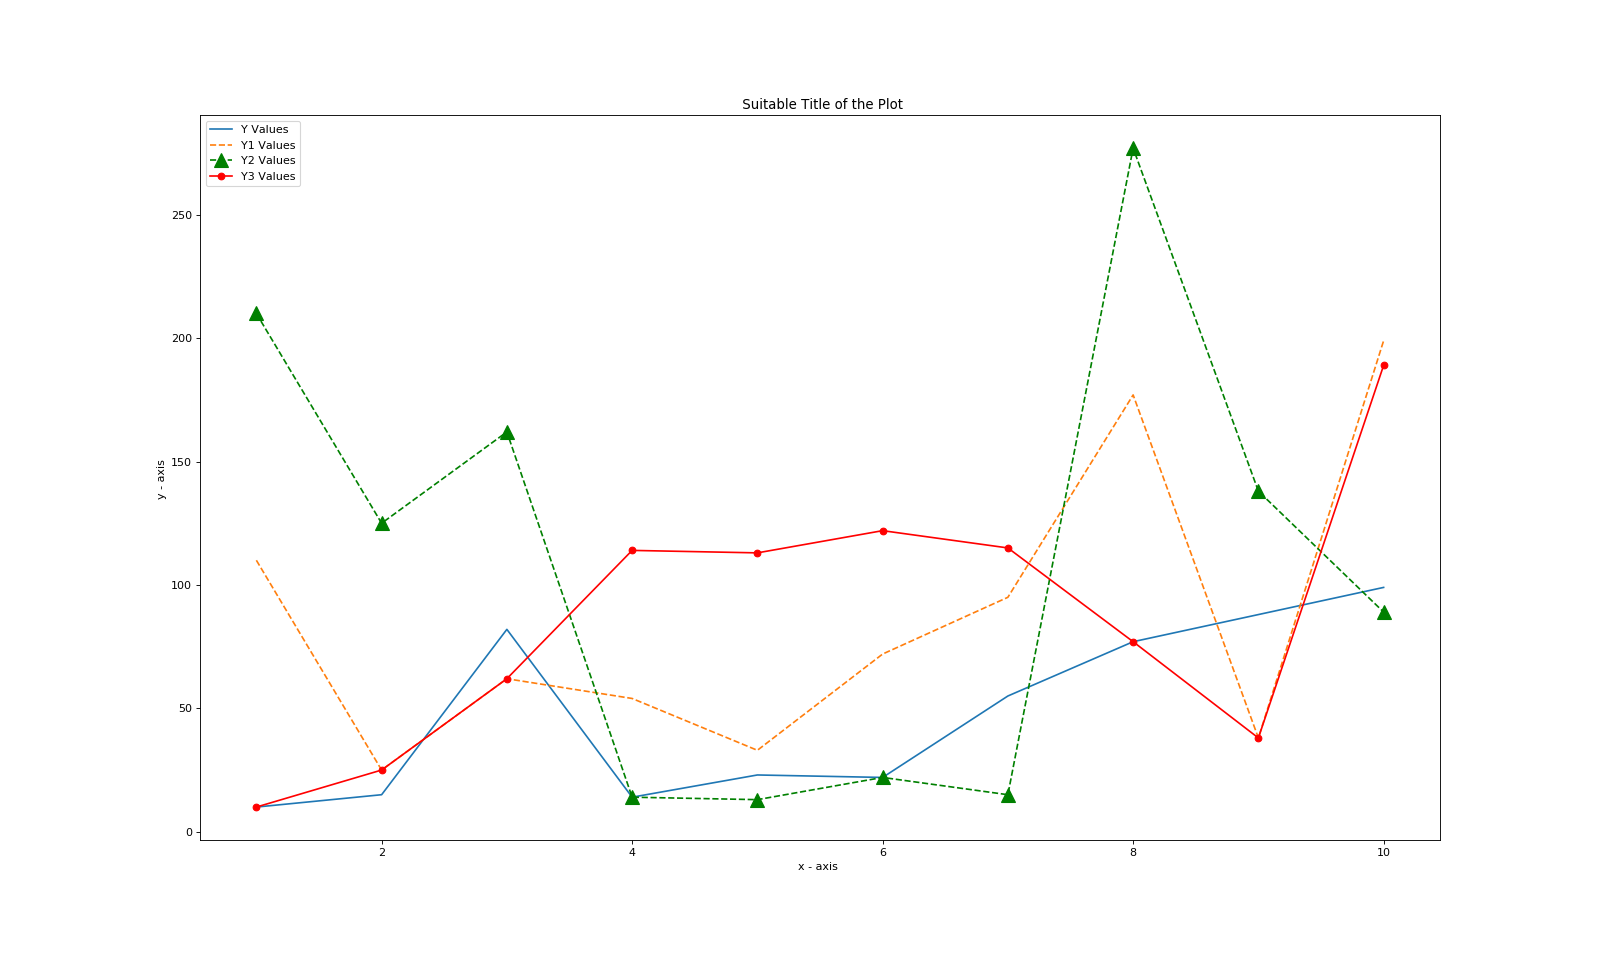 Suitable Title of the Plot
Y Values
Y1 Values
Y2 Values
Y3 Values
250
200
150
100
50
0
y - axis
2 4 6 8 10
x - axis